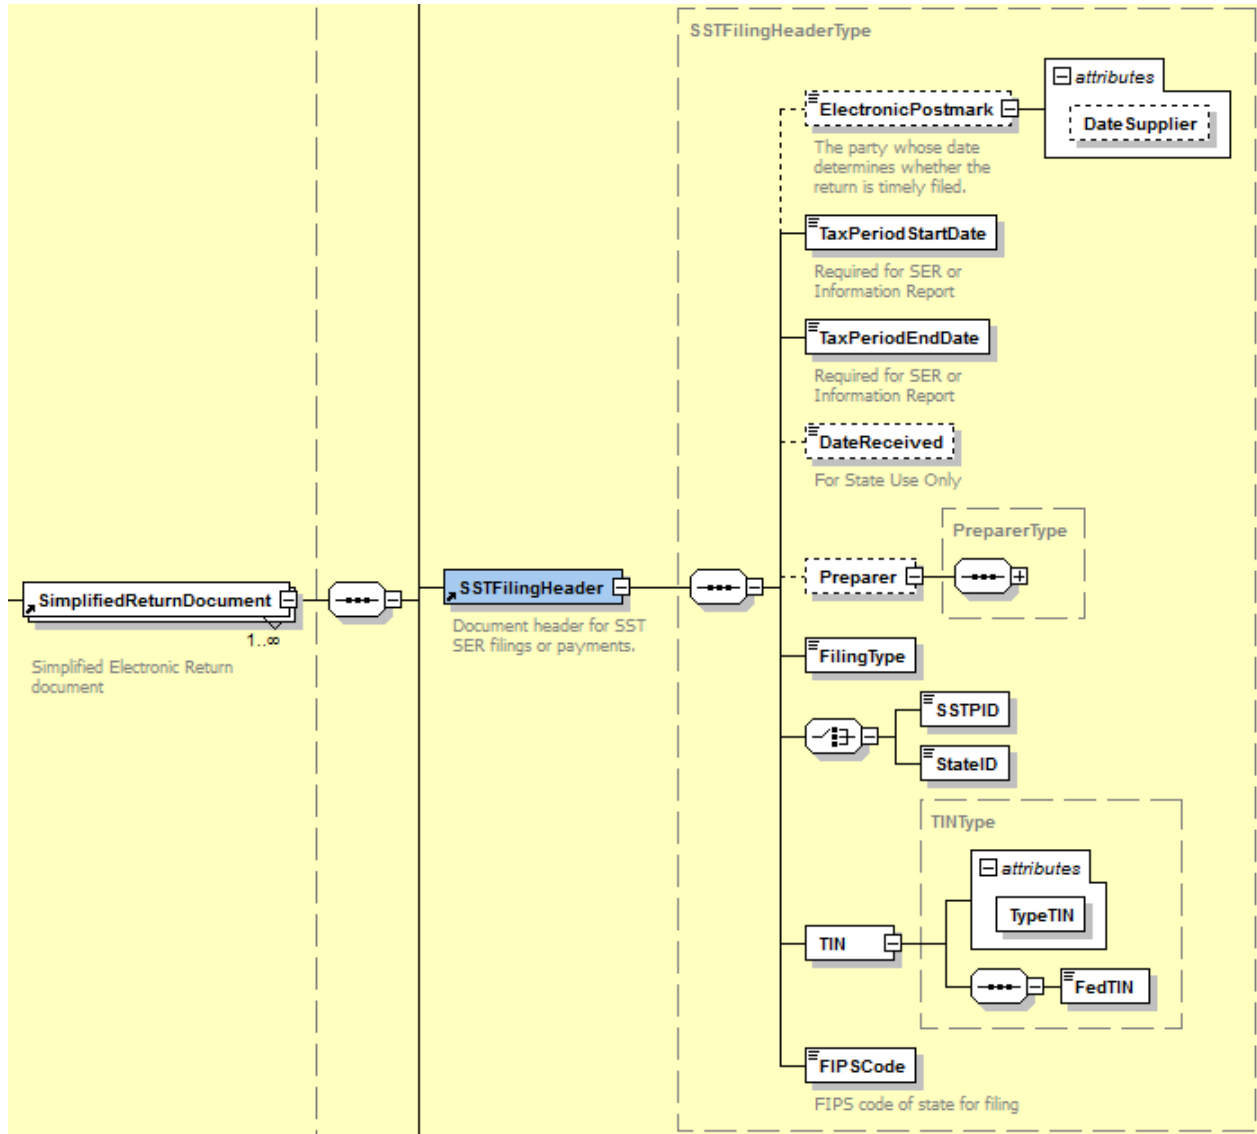 SSTFilingHeaderType
attributes
ElectronicPostmark
DateSupplier
The party whose date
determines whether the
return is timely filed.
TaxPeriodStartDate
Required for SER or
Information Report
TaxPeriodEndDate
Required for SER or
Information Report
DateReceived
For State Use Only
PreparerType
Preparer
SimplifiedReturnDocument
1..∞
Simplified Electronic Return
document
SSTFilingHeader
Document header for SST
SER filings or payments.
FilingType
SSTPID
StateID
TINType
attributes
TypeTIN
TIN
FedTIN
FIPSCode
FIPS code of state for filing